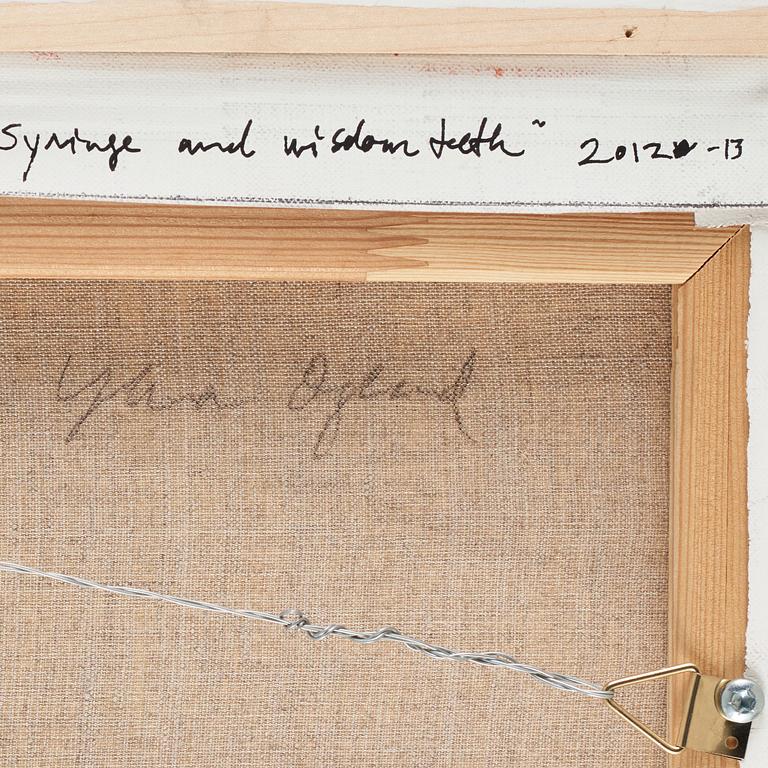 Syringe and wisdom teeth" 2012 -13
Ylva Ogland